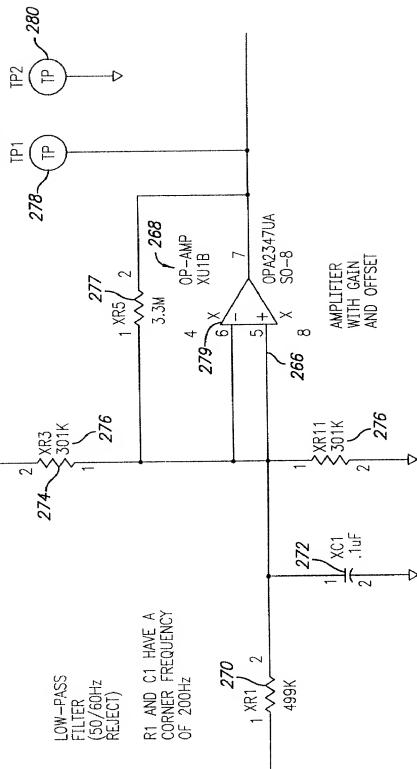 LOW-PASS
FILTER
(50/60Hz
REJECT)
R1 AND C1 HAVE A
CORNER FREQUENCY
OF 200Hz
270
1
XR1
2
499K
272
1
XC1
.1uF
2
2
XR3
301K
1
274
276
1
XR11
301K
2
276
277
1
XR5
2
3.3M
268
OP-AMP
XU1B
4
X
279
6
-
5
+
7
266
X
8
OPA2347UA
SO-8
AMPLIFIER
WITH GAIN
AND OFFSET
TP1
TP
278
TP2
TP
280